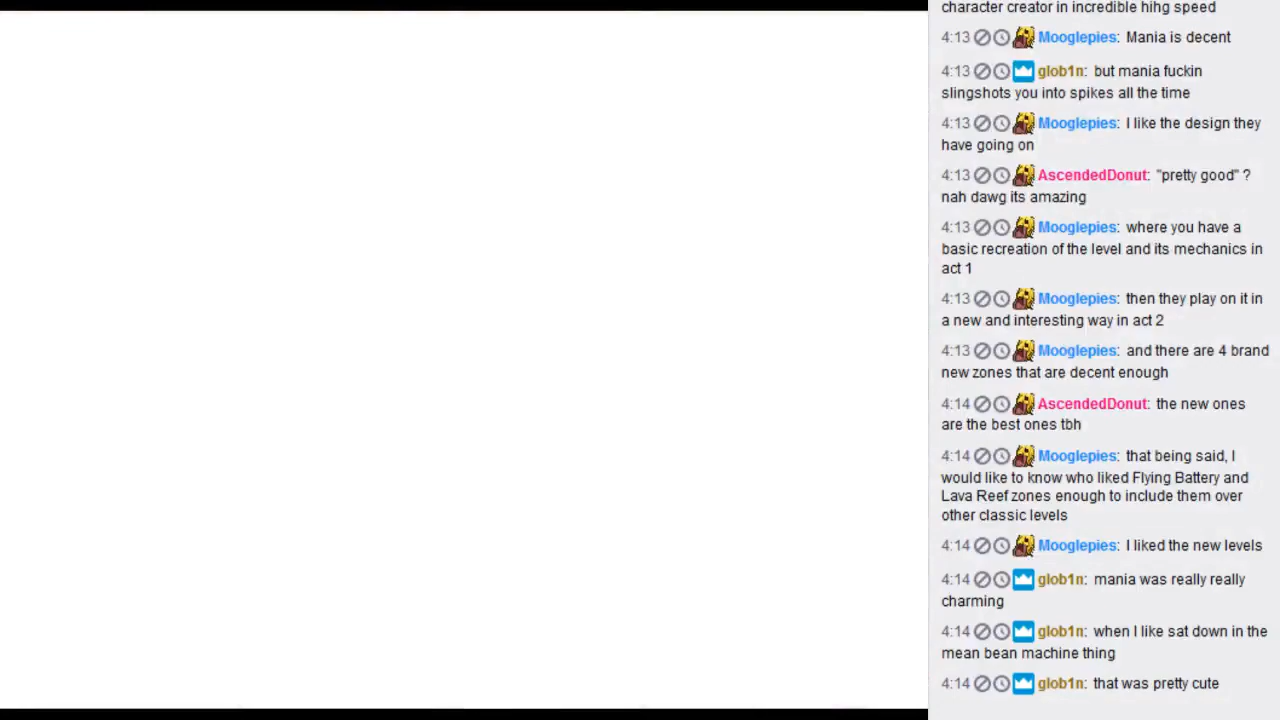 character creator in incredible hihg speed
4:13 Mooglepies: Mania is decent
4:13 glob1n: but mania fuckin
slingshots you into spikes all the time
4:13 Mooglepies: I like the design they
have going on
4:13 AscendedDonut: "pretty good" ?
nah dawg its amazing
4:13 Mooglepies: where you have a
basic recreation of the level and its mechanics in
act 1
4:13 Mooglepies: then they play on it in
a new and interesting way in act 2
4:13 Mooglepies: and there are 4 brand
new zones that are decent enough
4:14 AscendedDonut: the new ones
are the best ones tbh
4:14 Mooglepies: that being said, I
would like to know who liked Flying Battery and
Lava Reef zones enough to include them over
other classic levels
4:14 Mooglepies: I liked the new levels
4:14 glob1n: mania was really really
charming
4:14 glob1n: when I like sat down in the
mean bean machine thing
4:14 glob1n: that was pretty cute